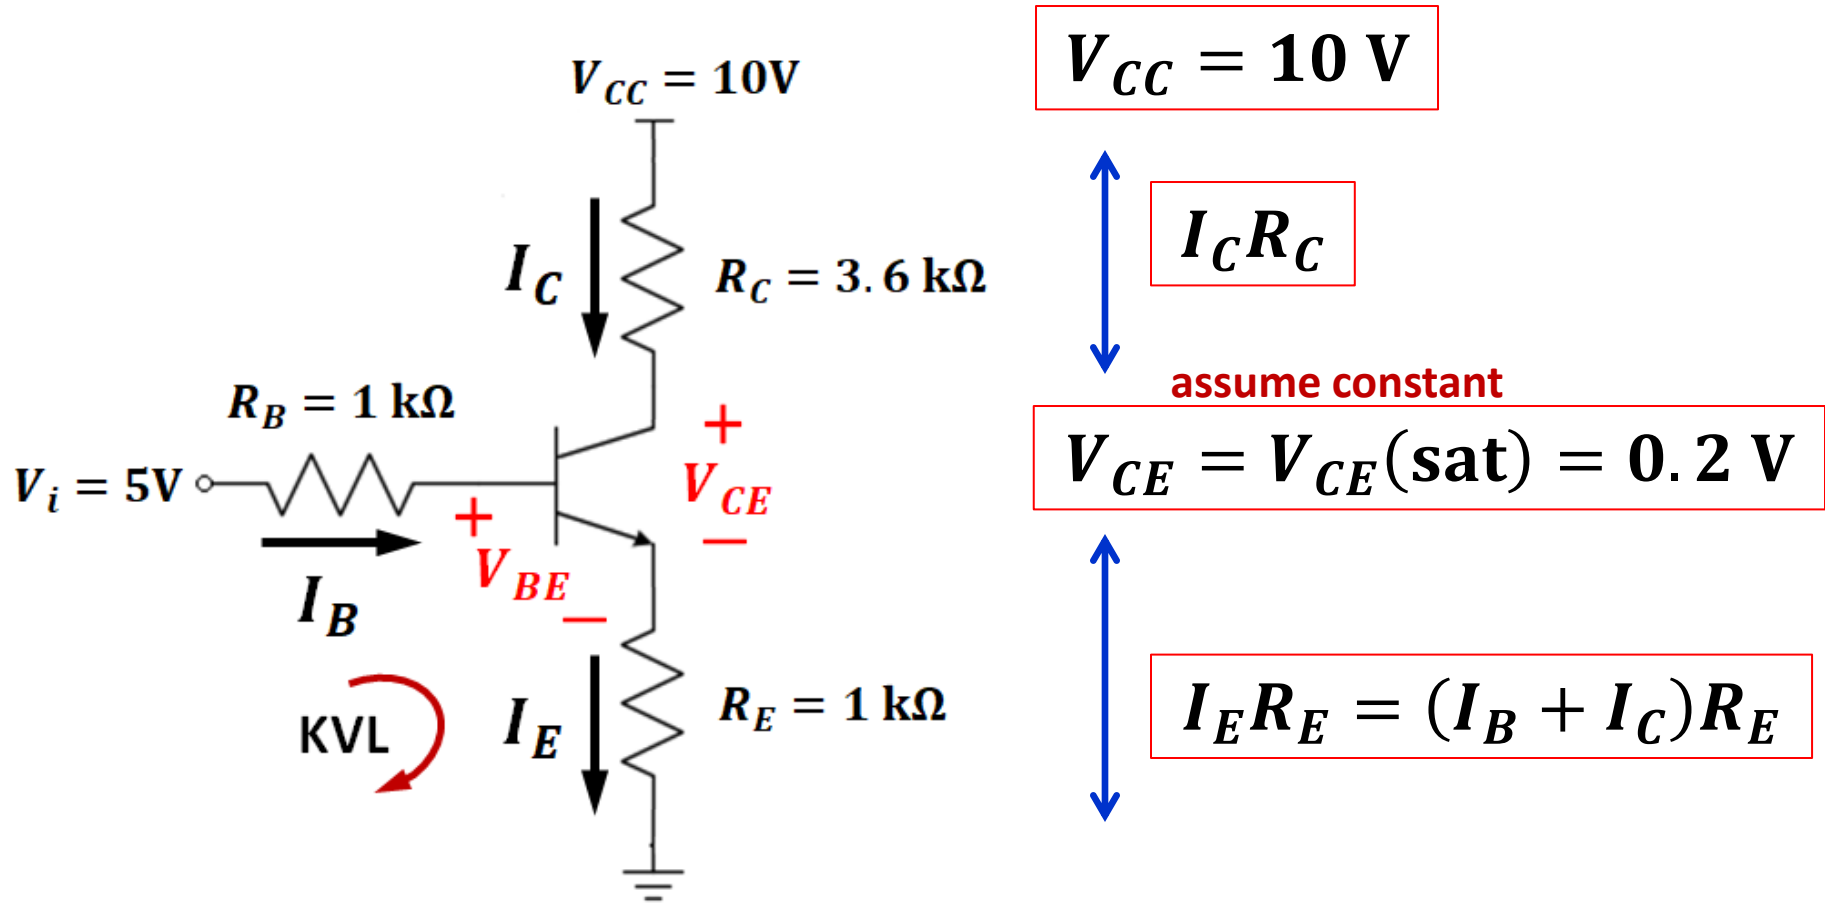 V_CC = 10V
I_C
R_C = 3.6 kΩ
R_B = 1 kΩ
V_i = 5V
+
V_CE
−
+
V_BE
−
I_B
KVL
I_E
R_E = 1 kΩ
V_CC = 10 V
I_C R_C
assume constant
V_CE = V_CE(sat) = 0.2 V
I_E R_E = (I_B + I_C)R_E